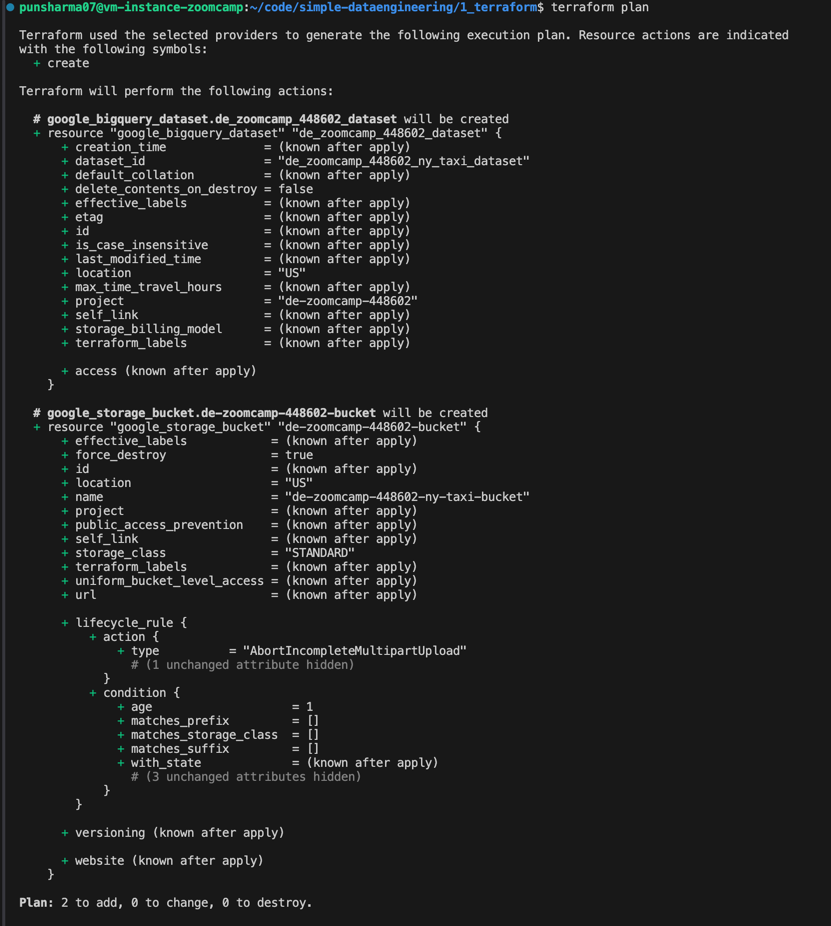 punsharma07@vm-instance-zoomcamp:~/code/simple-dataengineering/1_terraform$ terraform plan

Terraform used the selected providers to generate the following execution plan. Resource actions are indicated
with the following symbols:
  + create

Terraform will perform the following actions:

  # google_bigquery_dataset.de_zoomcamp_448602_dataset will be created
  + resource "google_bigquery_dataset" "de_zoomcamp_448602_dataset" {
      + creation_time              = (known after apply)
      + dataset_id                 = "de_zoomcamp_448602_ny_taxi_dataset"
      + default_collation          = (known after apply)
      + delete_contents_on_destroy = false
      + effective_labels           = (known after apply)
      + etag                       = (known after apply)
      + id                         = (known after apply)
      + is_case_insensitive        = (known after apply)
      + last_modified_time         = (known after apply)
      + location                   = "US"
      + max_time_travel_hours      = (known after apply)
      + project                    = "de-zoomcamp-448602"
      + self_link                  = (known after apply)
      + storage_billing_model      = (known after apply)
      + terraform_labels           = (known after apply)

      + access (known after apply)
    }

  # google_storage_bucket.de-zoomcamp-448602-bucket will be created
  + resource "google_storage_bucket" "de-zoomcamp-448602-bucket" {
      + effective_labels            = (known after apply)
      + force_destroy               = true
      + id                          = (known after apply)
      + location                    = "US"
      + name                        = "de-zoomcamp-448602-ny-taxi-bucket"
      + project                     = (known after apply)
      + public_access_prevention    = (known after apply)
      + self_link                   = (known after apply)
      + storage_class               = "STANDARD"
      + terraform_labels            = (known after apply)
      + uniform_bucket_level_access = (known after apply)
      + url                         = (known after apply)

      + lifecycle_rule {
          + action {
              + type          = "AbortIncompleteMultipartUpload"
                # (1 unchanged attribute hidden)
            }
          + condition {
              + age                    = 1
              + matches_prefix         = []
              + matches_storage_class  = []
              + matches_suffix         = []
              + with_state             = (known after apply)
                # (3 unchanged attributes hidden)
            }
        }

      + versioning (known after apply)

      + website (known after apply)
    }

Plan: 2 to add, 0 to change, 0 to destroy.